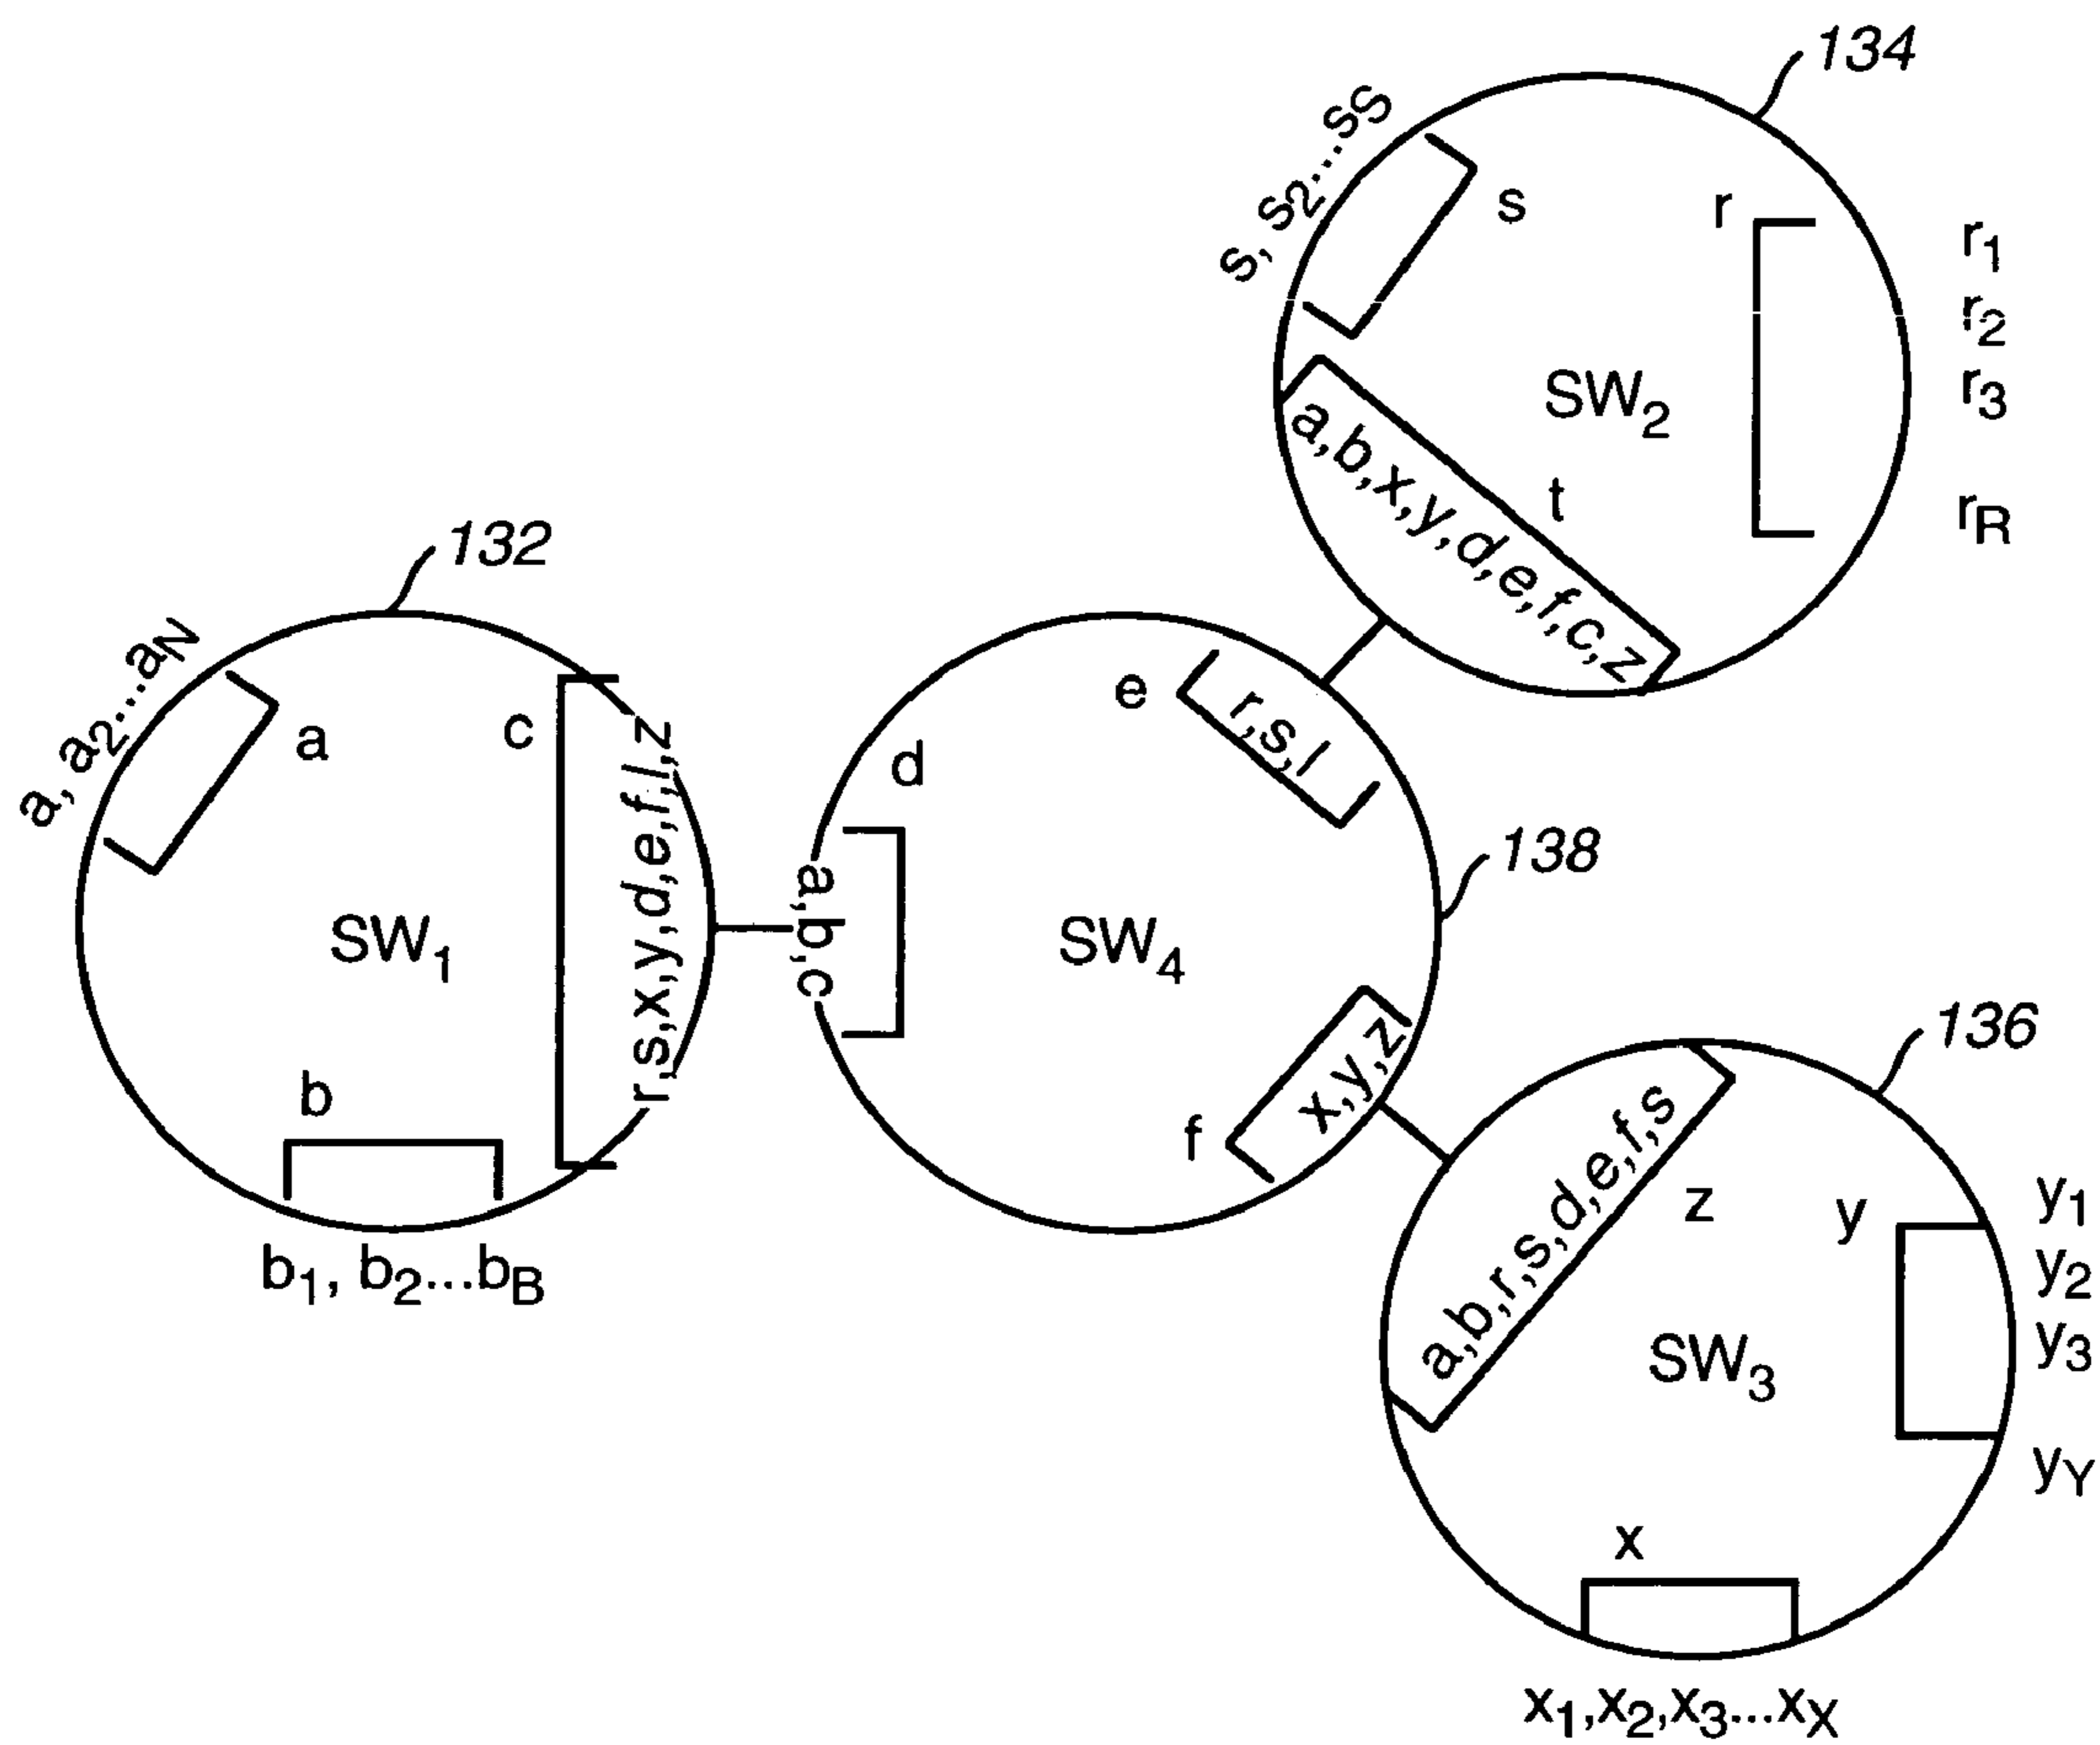 134
s, s2...sS
s
r
r1
r2
r3
rR
SW2
t
a,b,x,y,d,e,f,c,z
132
a, a2...aN
a
c
r,s,x,y,d,e,f,l,z
SW1
b
b1, b2...bB
e
r,s,l
d
a,b,c
SW4
138
f
x,y,z
136
a,b,r,s,d,e,f,s
z
y
y1
y2
y3
yY
SW3
x
x1,x2,x3...xX